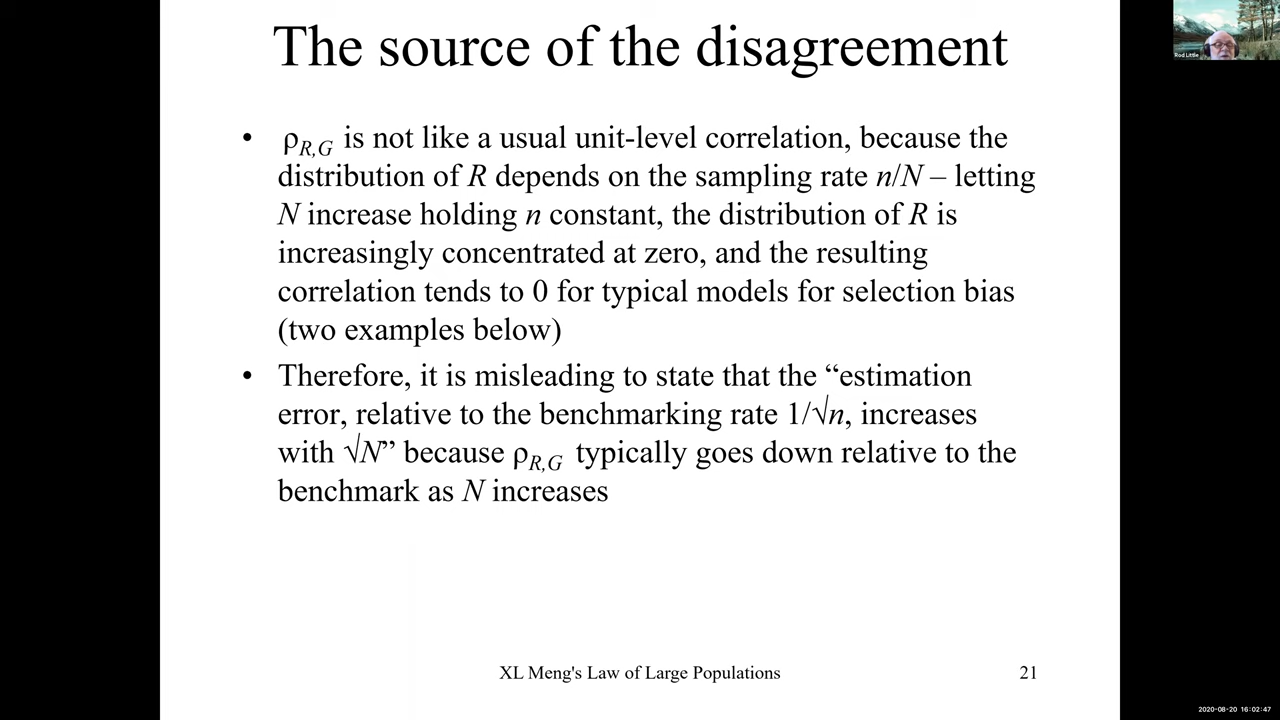 The source of the disagreement
Rod Little
• ρR,G is not like a usual unit-level correlation, because the
distribution of R depends on the sampling rate n/N – letting
N increase holding n constant, the distribution of R is
increasingly concentrated at zero, and the resulting
correlation tends to 0 for typical models for selection bias
(two examples below)
• Therefore, it is misleading to state that the “estimation
error, relative to the benchmarking rate 1/√n, increases
with √N” because ρR,G typically goes down relative to the
benchmark as N increases
XL Meng's Law of Large Populations
21
2020-08-20 16:02:47